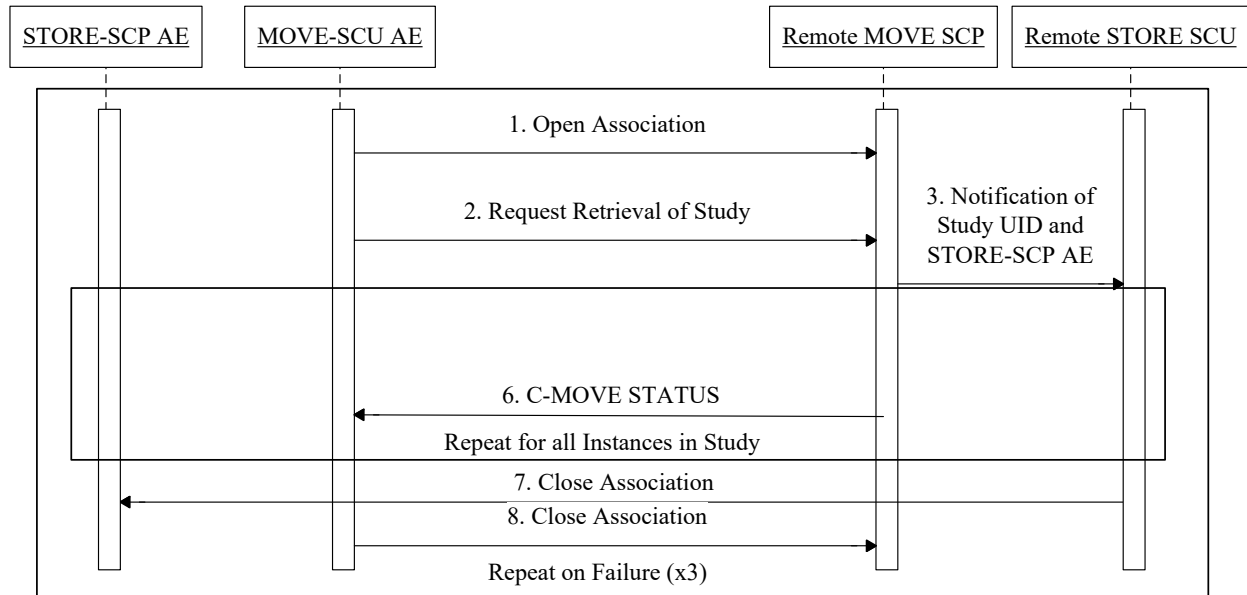 STORE-SCP AE
MOVE-SCU AE
Remote MOVE SCP
Remote STORE SCU
1. Open Association
2. Request Retrieval of Study
3. Notification of
Study UID and
STORE-SCP AE
6. C-MOVE STATUS
Repeat for all Instances in Study
7. Close Association
8. Close Association
Repeat on Failure (x3)